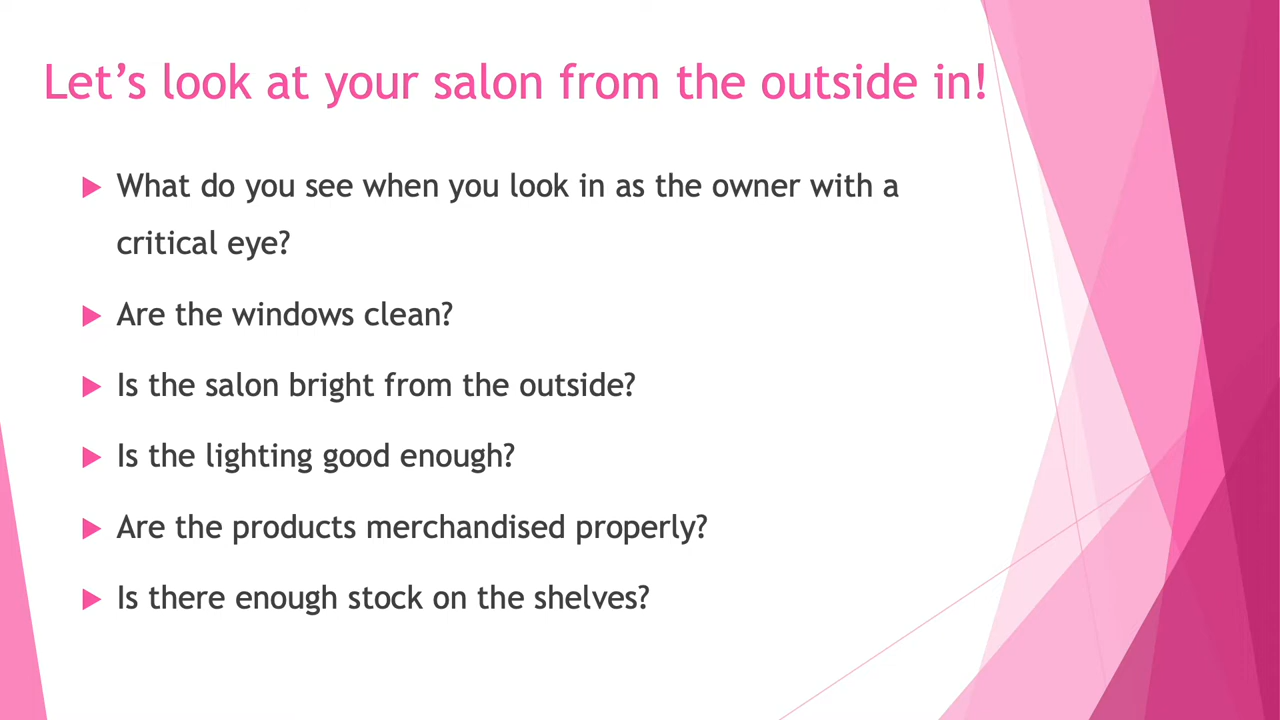 Let’s look at your salon from the outside in!
What do you see when you look in as the owner with a
critical eye?
Are the windows clean?
Is the salon bright from the outside?
Is the lighting good enough?
Are the products merchandised properly?
Is there enough stock on the shelves?